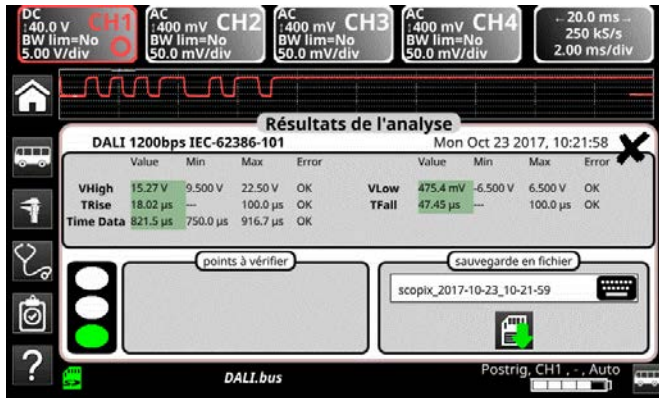 DC
↕40.0 V
CH1
BW lim=No
5.00 V/div
AC
↕400 mV
CH2
BW lim=No
50.0 mV/div
AC
↕400 mV
CH3
BW lim=No
50.0 mV/div
AC
↕400 mV
CH4
BW lim=No
50.0 mV/div
←20.0 ms→
250 kS/s
2.00 ms/div
Résultats de l'analyse
DALI 1200bps IEC-62386-101 Mon Oct 23 2017, 10:21:58
Value Min Max Error Value Min Max Error
VHigh 15.27 V 9.500 V 22.50 V OK VLow 475.4 mV -6.500 V 6.500 V OK
TRise 18.02 µs --- 100.0 µs OK TFall 47.45 µs --- 100.0 µs OK
Time Data 821.5 µs 750.0 µs 916.7 µs OK
points à vérifier
sauvegarde en fichier
scopix_2017-10-23_10-21-59
?
DALI.bus
Postrig, CH1 , - , Auto